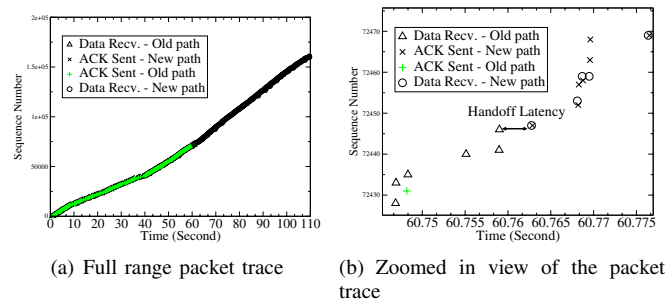 2e+05
1.5e+05
1e+05
50000
0
Sequence Number
Data Recv. - Old path
ACK Sent - New path
ACK Sent - Old path
Data Recv. - New path
0 10 20 30 40 50 60 70 80 90 100 110
Time (Second)
(a) Full range packet trace
72470
72460
72450
72440
72430
Sequence Number
Data Recv. - Old path
ACK Sent - New path
ACK Sent - Old path
Data Recv. - New path
Handoff Latency
60.75 60.755 60.76 60.765 60.77 60.775
Time (Second)
(b) Zoomed in view of the packet
trace